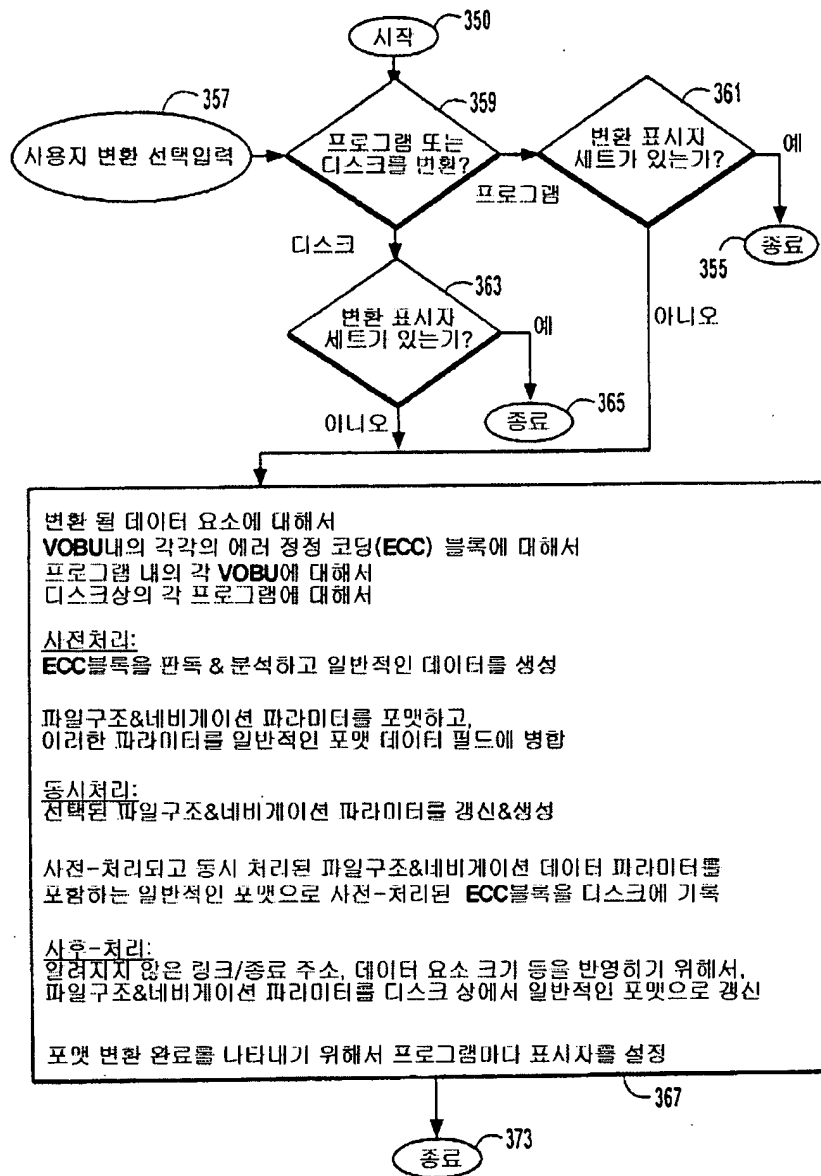 350
시작
357
359
361
사용자 변환 선택입력
프로그램 또는
디스크를 변환?
프로그램
변환 표시자
세트가 있는가?
예
종료
355
디스크
363
변환 표시자
세트가 있는가?
예
아니오
종료
365
아니오
변환 될 데이터 요소에 대해서
VOBU내의 각각의 에러 정정 코딩(ECC) 블록에 대해서
프로그램 내의 각 VOBU에 대해서
디스크상의 각 프로그램에 대해서
사전처리:
ECC블록을 판독 & 분석하고 일반적인 데이터를 생성
파일구조&네비게이션 파라미터를 포맷하고,
이러한 파라미터를 일반적인 포맷 데이터 필드에 병합
동시처리:
선택된 파일구조&네비게이션 파라미터를 갱신&생성
사전-처리되고 동시 처리된 파일구조&네비게이션 데이터 파라미터를
포함하는 일반적인 포맷으로 사전-처리된 ECC블록을 디스크에 기록
사후-처리:
알려지지 않은 링크/종료 주소, 데이터 요소 크기 등을 반영하기 위해서,
파일구조&네비게이션 파라미터를 디스크 상에서 일반적인 포맷으로 갱신
포맷 변환 완료를 나타내기 위해서 프로그램마다 표시자를 설정
367
종료
373